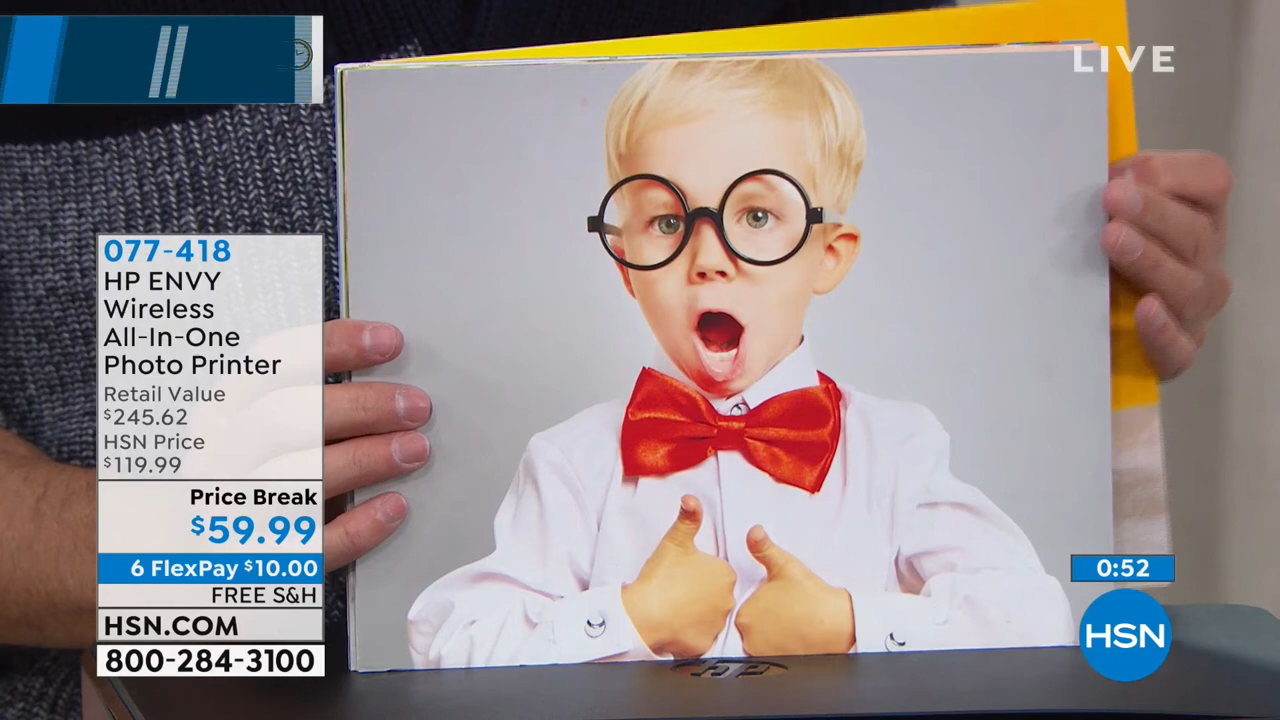 LIVE
077-418
HP ENVY
Wireless
All-In-One
Photo Printer
Retail Value
$245.62
HSN Price
$119.99
Price Break
$59.99
6 FlexPay $10.00
FREE S&H
HSN.COM
800-284-3100
0:52
HSN
hp